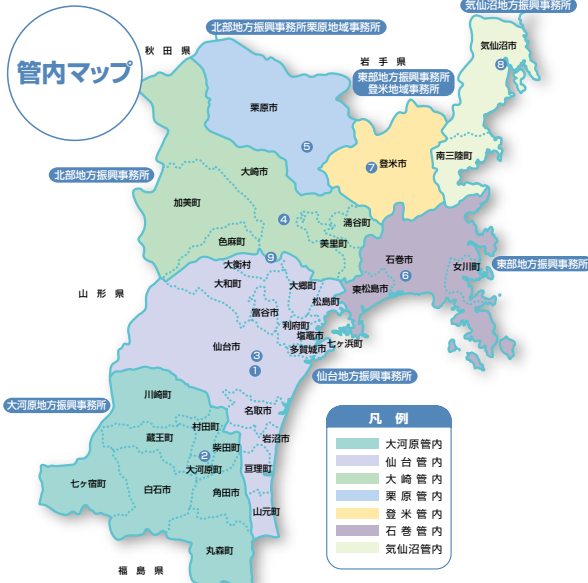 気仙沼地方振興事務所
北部地方振興事務所栗原地域事務所
管内マップ
秋田県
岩手県
気仙沼市
⑧
東部地方振興事務所
登米地域事務所
栗原市
⑤
南三陸町
登米市
⑦
北部地方振興事務所
大崎市
加美町
④
涌谷町
色麻町
美里町
石巻市
⑥
女川町
東部地方振興事務所
⑨
大衡村
大和町
大郷町
松島町
東松島市
山形県
富谷市
利府町
塩竈市
多賀城市
七ヶ浜町
仙台市
③
①
仙台地方振興事務所
大河原地方振興事務所
川崎町
名取市
村田町
岩沼市
蔵王町
柴田町
②
大河原町
亘理町
七ヶ宿町
白石市
角田市
山元町
丸森町
福島県
凡例
大河原管内
仙台管内
大崎管内
栗原管内
登米管内
石巻管内
気仙沼管内